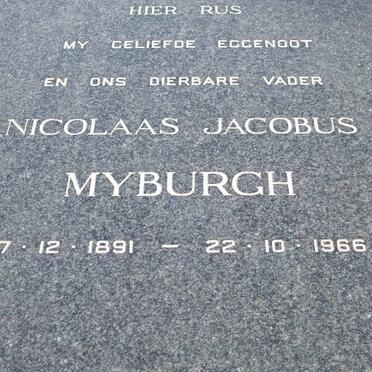 HIER RUS
MY GELIEFDE EGGENOOT
EN ONS DIERBARE VADER
NICOLAAS JACOBUS
MYBURGH
7·12·1891 — 22·10·1966